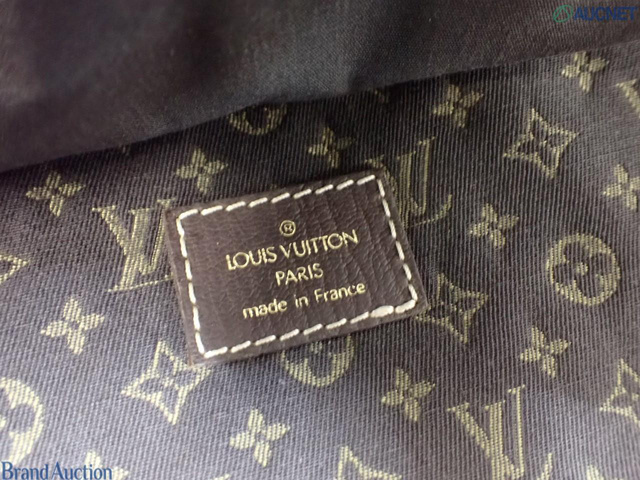 AUCNET
®
LOUIS VUITTON
PARIS
made in France
Brand Auction